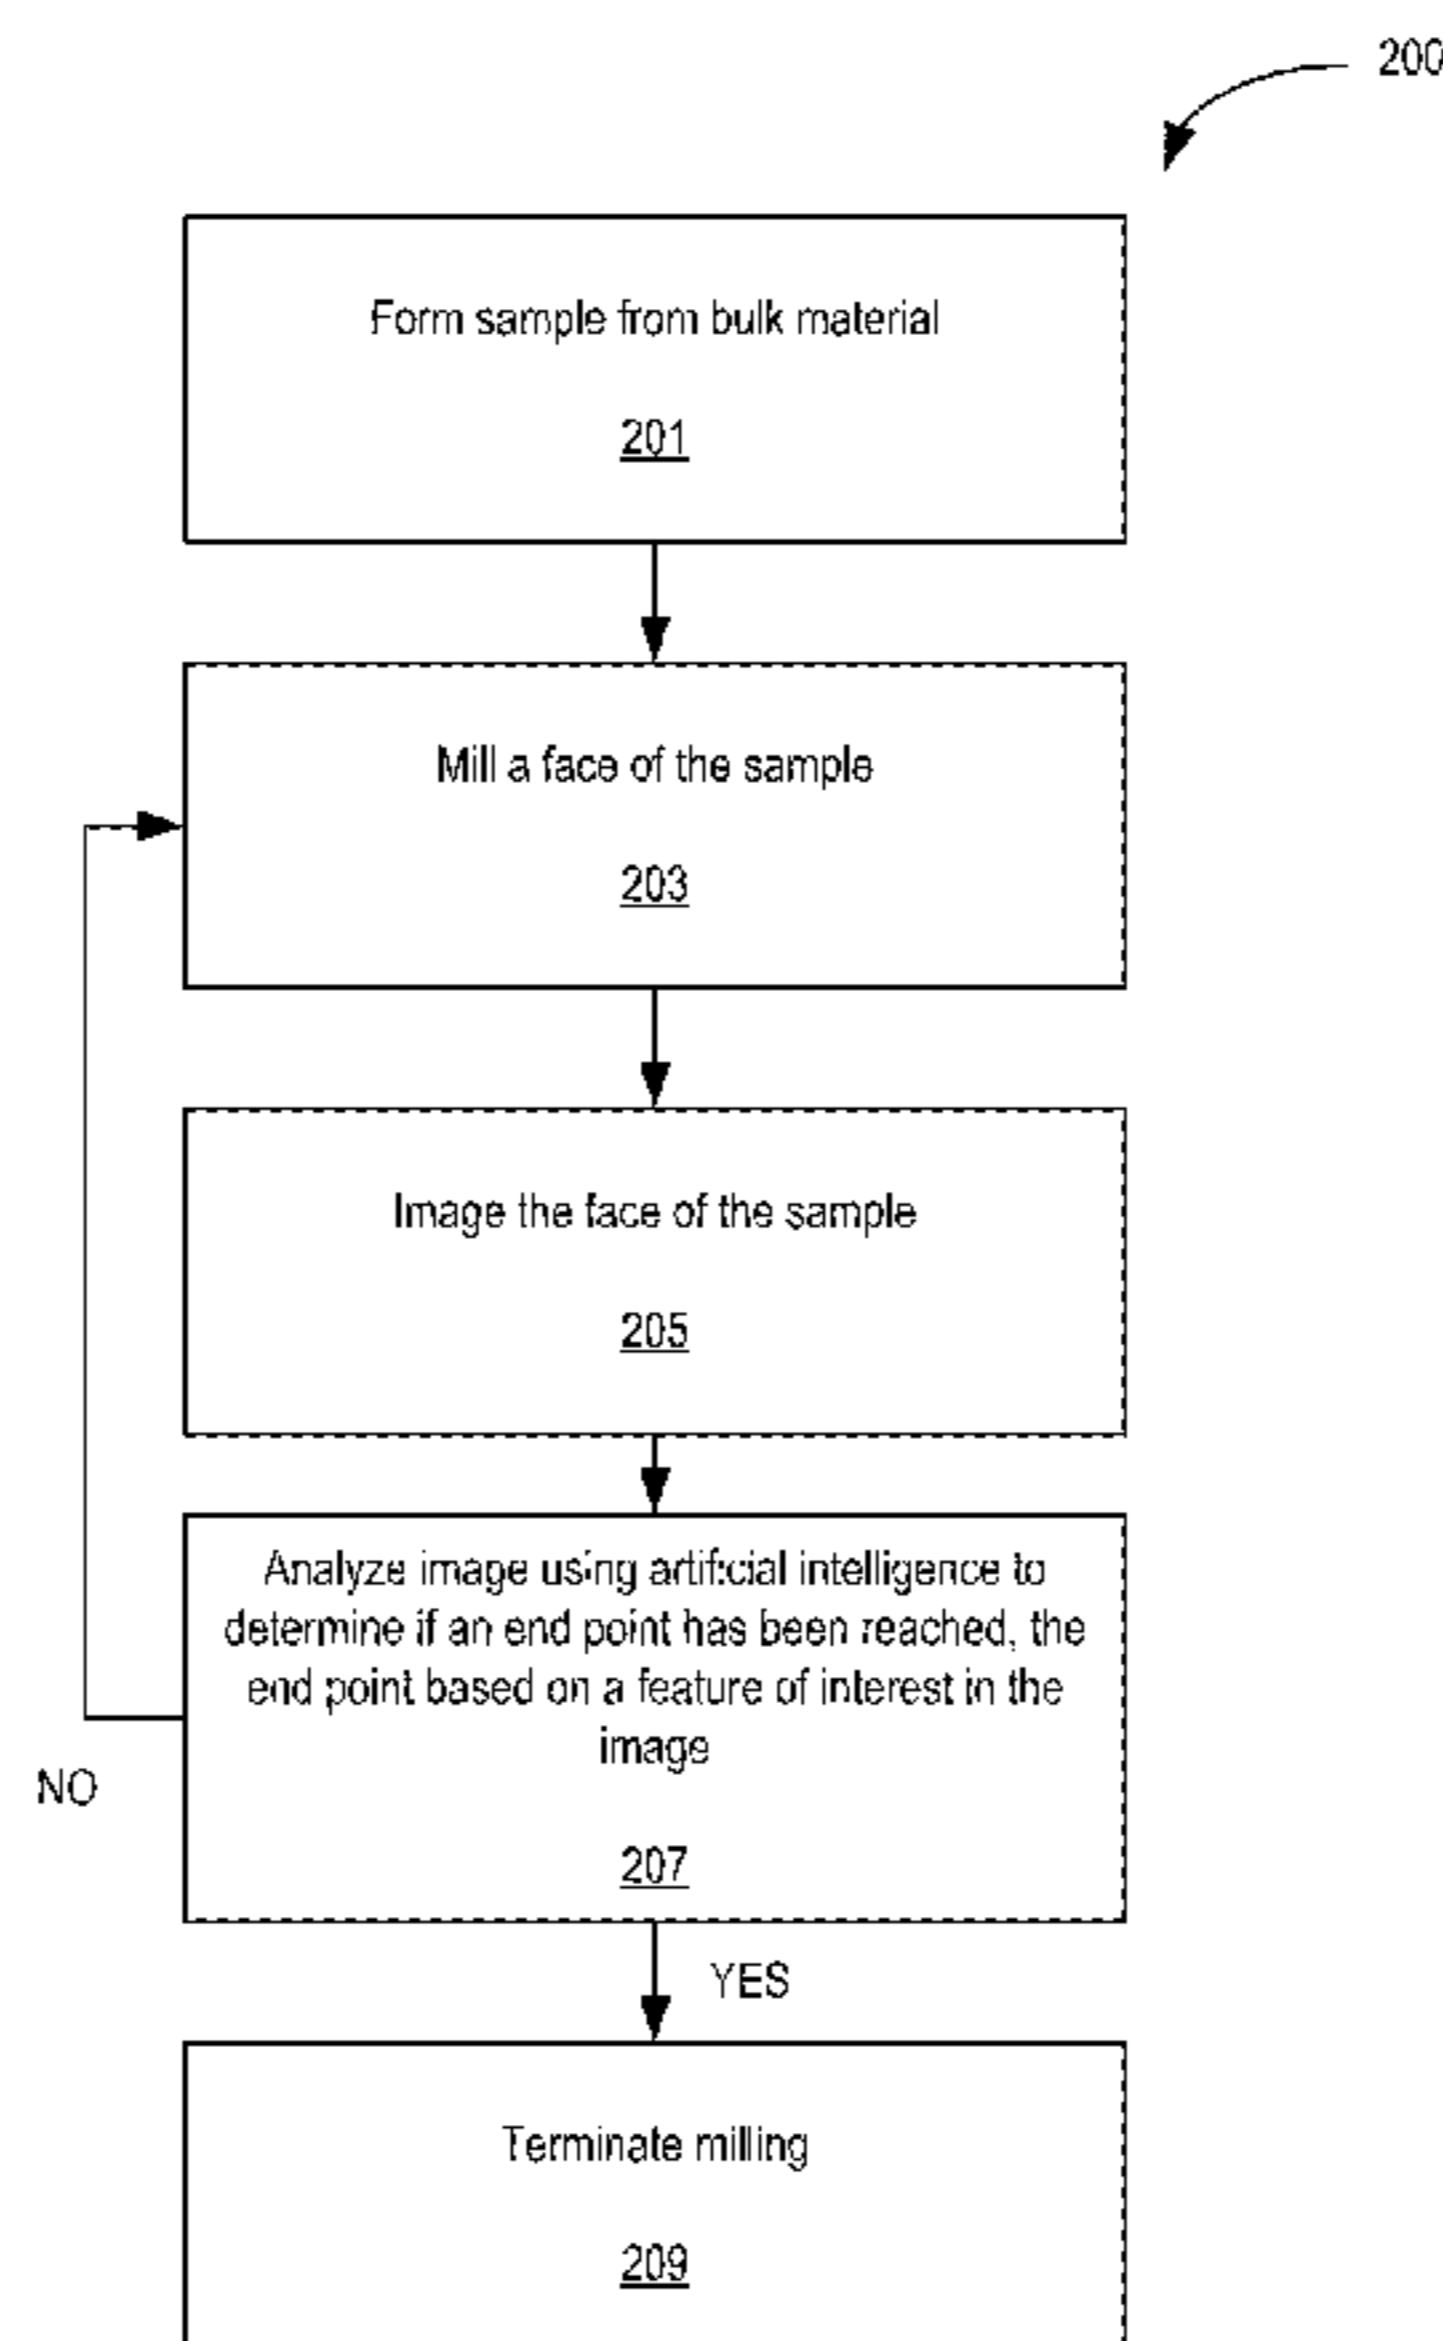 200
Form sample from bulk material
201
Mill a face of the sample
203
Image the face of the sample
205
Analyze image using artificial intelligence to
determine if an end point has been reached, the
end point based on a feature of interest in the
image
NO
207
YES
Terminate milling
209